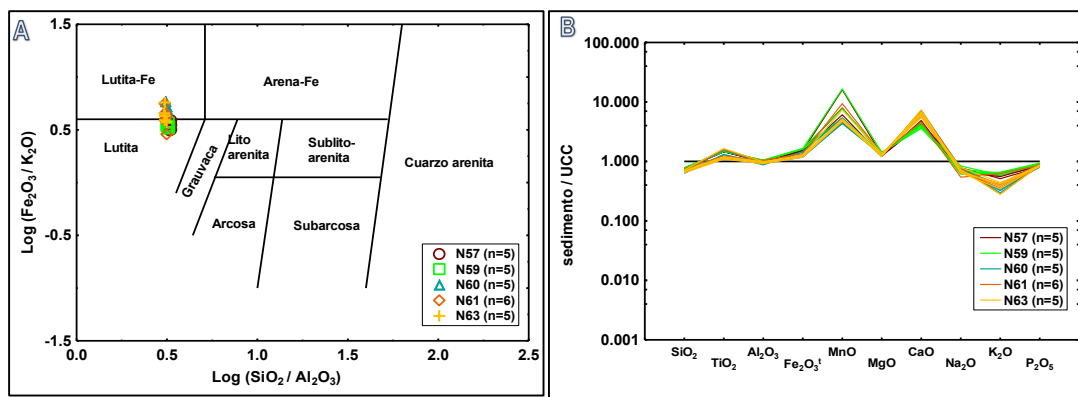 A
1.5
0.5
-0.5
-1.5
Log (Fe2O3 / K2O)
Lutita-Fe
Arena-Fe
Lutita
Grauvaca
Lito
arenita
Sublito-
arenita
Cuarzo arenita
Arcosa
Subarcosa
N57 (n=5)
N59 (n=5)
N60 (n=5)
N61 (n=6)
N63 (n=5)
0.0
0.5
1.0
1.5
2.0
2.5
Log (SiO2 / Al2O3)
B
100.000
10.000
1.000
0.100
0.010
0.001
sedimento / UCC
N57 (n=5)
N59 (n=5)
N60 (n=5)
N61 (n=6)
N63 (n=5)
SiO2
TiO2
Al2O3
Fe2O3t
MnO
MgO
CaO
Na2O
K2O
P2O5